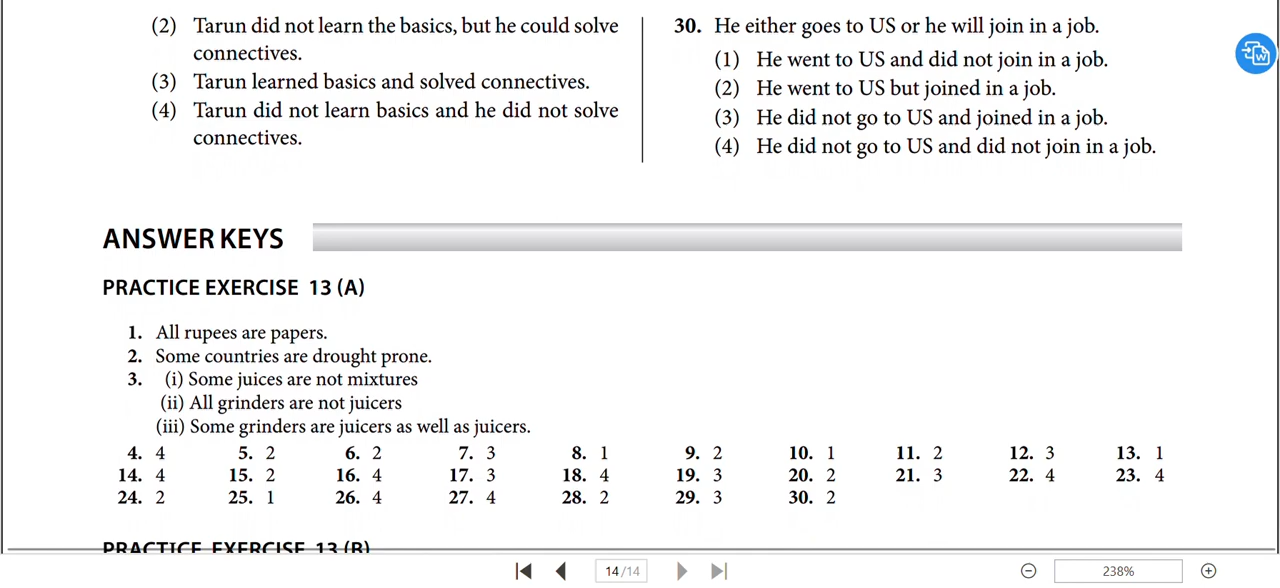 (2) Tarun did not learn the basics, but he could solve
connectives.
(3) Tarun learned basics and solved connectives.
(4) Tarun did not learn basics and he did not solve
connectives.
30. He either goes to US or he will join in a job.
(1) He went to US and did not join in a job.
(2) He went to US but joined in a job.
(3) He did not go to US and joined in a job.
(4) He did not go to US and did not join in a job.
ANSWER KEYS
PRACTICE EXERCISE 13 (A)
1. All rupees are papers.
2. Some countries are drought prone.
3. (i) Some juices are not mixtures
(ii) All grinders are not juicers
(iii) Some grinders are juicers as well as juicers.
4. 4 5. 2 6. 2 7. 3 8. 1 9. 2 10. 1 11. 2 12. 3 13. 1
14. 4 15. 2 16. 4 17. 3 18. 4 19. 3 20. 2 21. 3 22. 4 23. 4
24. 2 25. 1 26. 4 27. 4 28. 2 29. 3 30. 2
PRACTICE EXERCISE 13 (B)
14/14 238%